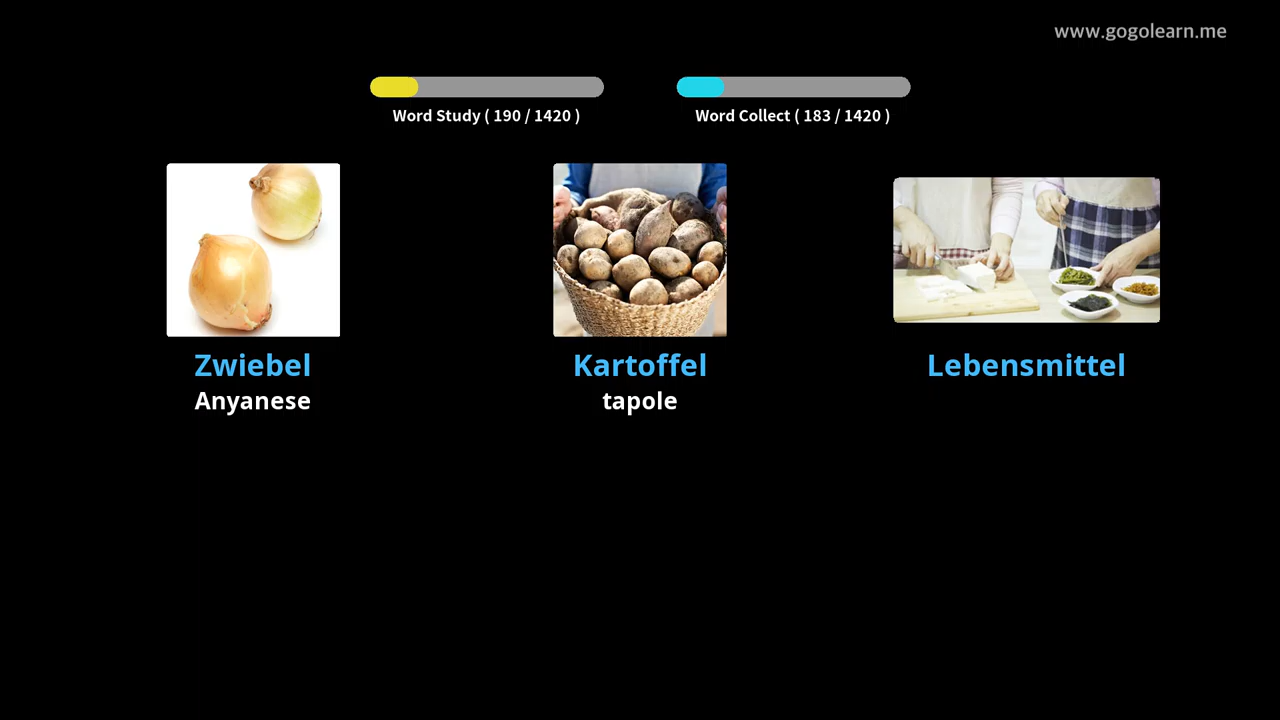 www.gogolearn.me
Word Study ( 190 / 1420 )
Word Collect ( 183 / 1420 )
Zwiebel
Anyanese
Kartoffel
tapole
Lebensmittel